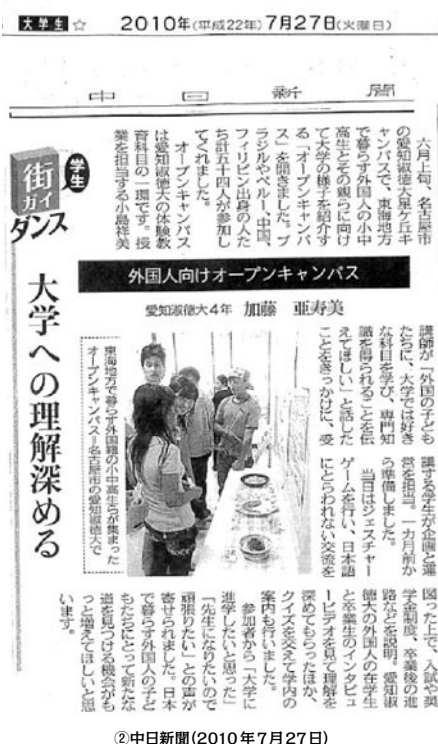 大学生 ☆ 2010年(平成22年)7月27日(火曜日)
中日新聞
学生
街ガイダンス
大学への理解深める
外国人向けオープンキャンパス
愛知淑徳大4年 加藤 亜寿美
六月上旬、名古屋市
の愛知淑徳大星ケ丘キ
ャンパスで、東海地方
で暮らす外国人の小中
高生とその親らに向け
て大学の様子を紹介す
る「オープンキャンパ
ス」を開きました。ブ
ラジルやペルー、中国、
フィリピン出身の人た
ち計五十四人が参加し
てくれました。
オープンキャンパス
は愛知淑徳大の体験教
育科目の一環です。授
業を担当する小島祥美
講師が「外国の子ども
たちに、大学では好き
な科目を学び、専門知
識を得られることを伝
えてほしい」と話した
ことをきっかけに、受
講する学生が企画と運
営を担当。一カ月前か
ら準備しました。
当日はジェスチャー
ゲームを行い、日本語
にとらわれない交流を
図った上で、入試や奨
学金制度、卒業後の進
路などを説明。愛知淑
徳大の外国人の在学生
と卒業生のインタビュ
ービデオを見て理解を
深めてもらったほか、
クイズを交えて学内の
案内も行いました。
参加者から「大学に
進学したいと思った」
「先生になりたいので
頑張りたい」との声が
寄せられました。日本
で暮らす外国人の子ど
もたちにとって新たな
道を見つける機会がも
っと増えてほしいと思
います。
東海地方で暮らす外国籍の小中高生らが集まった
オープンキャンパス=名古屋市の愛知淑徳大で
②中日新聞(2010年7月27日)